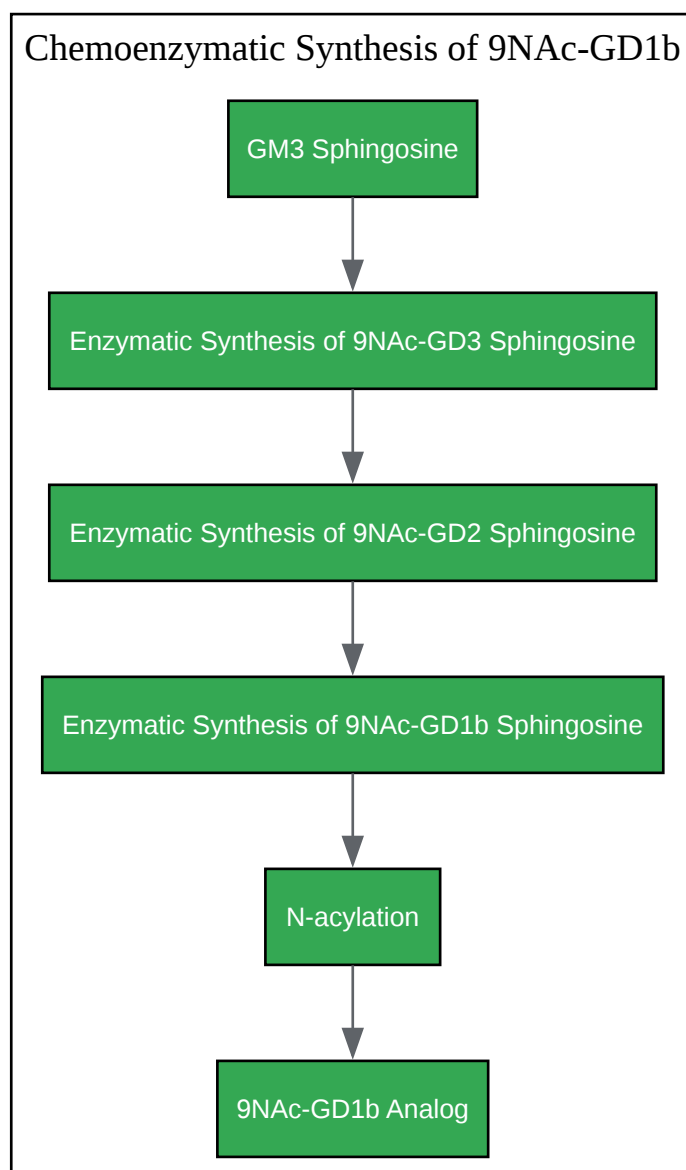 Chemoenzymatic Synthesis of 9NAc-GD1b
GM3 Sphingosine
Enzymatic Synthesis of 9NAc-GD3 Sphingosine
Enzymatic Synthesis of 9NAc-GD2 Sphingosine
Enzymatic Synthesis of 9NAc-GD1b Sphingosine
N-acylation
9NAc-GD1b Analog